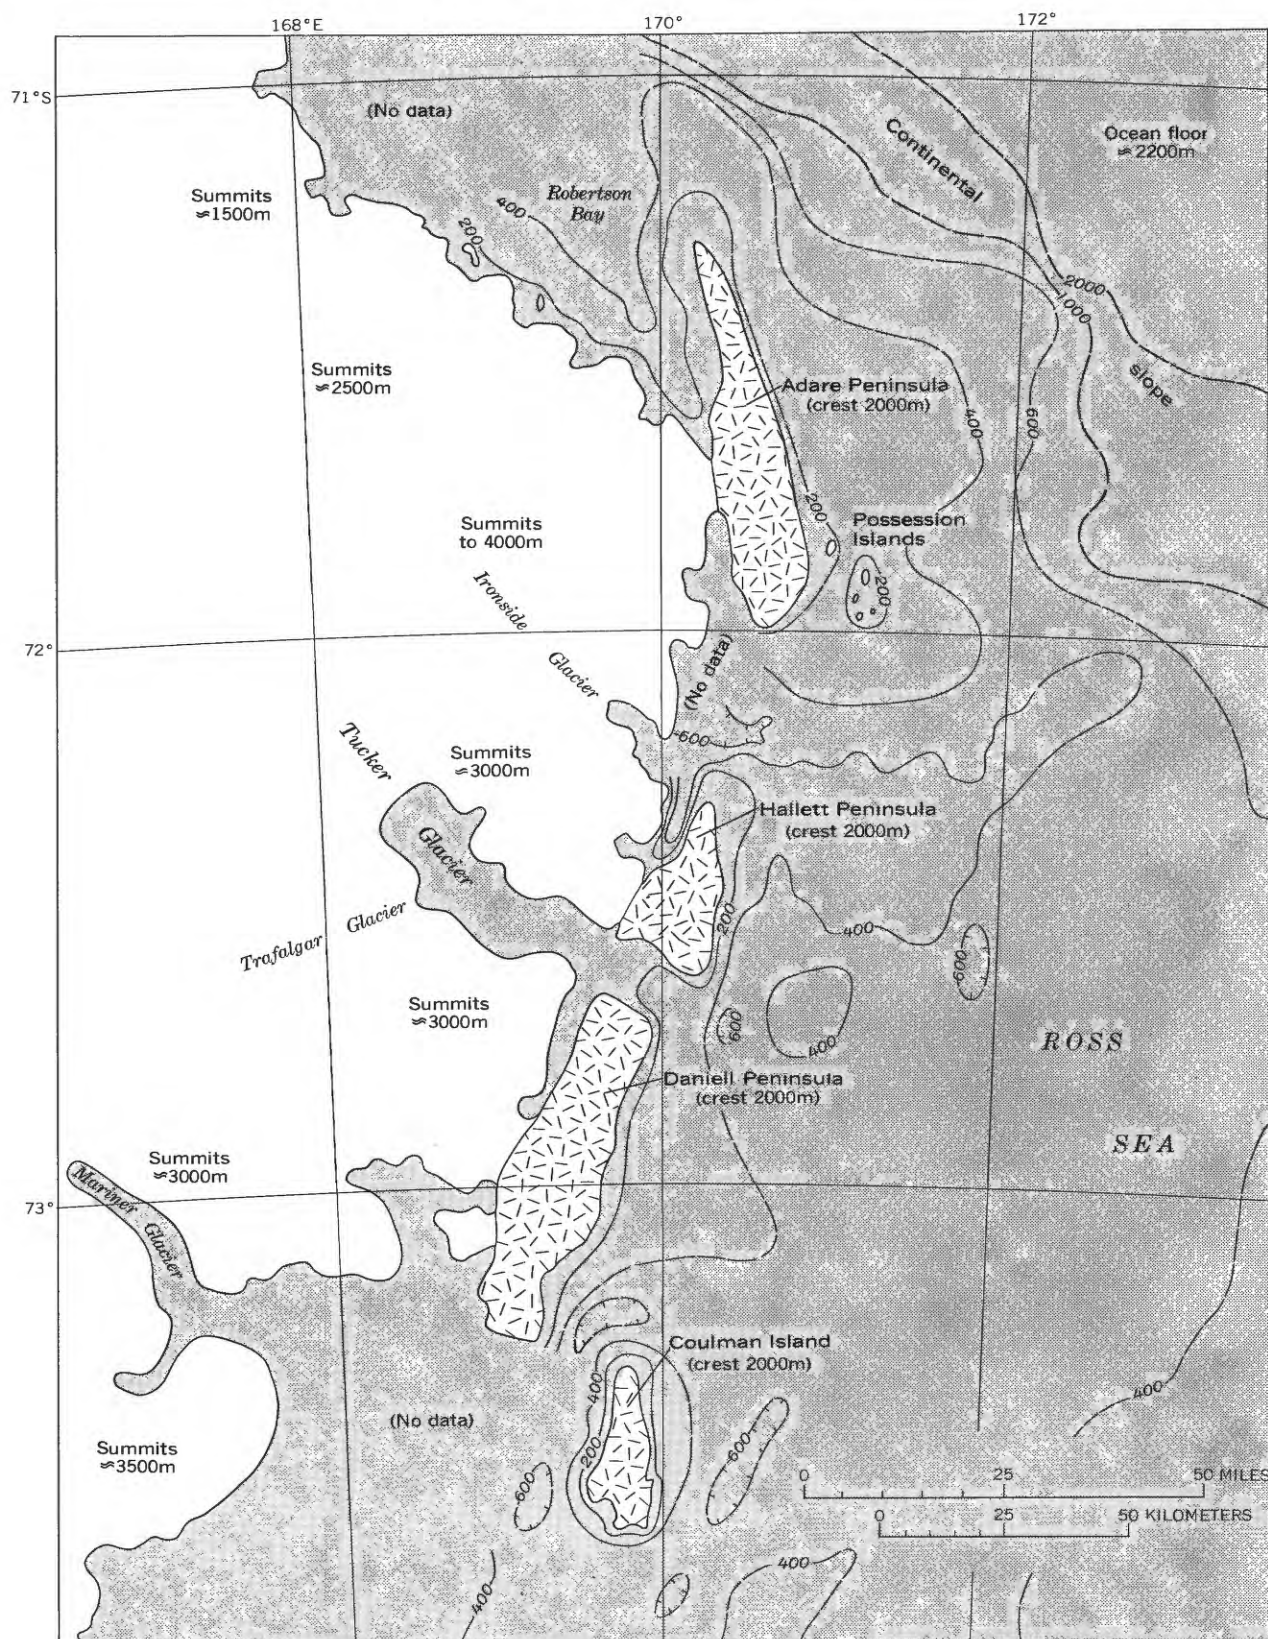 168°E
170°
172°
71°S
(No data)
Continental
Ocean floor
≈2200m
Summits
≈1500m
Robertson
Bay
400
200
2000
1000
Summits
≈2500m
slope
Adare Peninsula
(crest 2000m)
400
600
200
Possession
Islands
Summits
to 4000m
200
Ironside
Glacier
72°
(No data)
600
Tucker
Glacier
Summits
≈3000m
Hallett Peninsula
(crest 2000m)
200
400
Trafalgar Glacier
600
Summits
≈3000m
600
400
ROSS
SEA
Daniell Peninsula
(crest 2000m)
Summits
≈3000m
Mariner Glacier
73°
Coulman Island
(crest 2000m)
400
400
(No data)
200
600
600
Summits
≈3500m
0 25 50 MILES
0 25 50 KILOMETERS
400
400